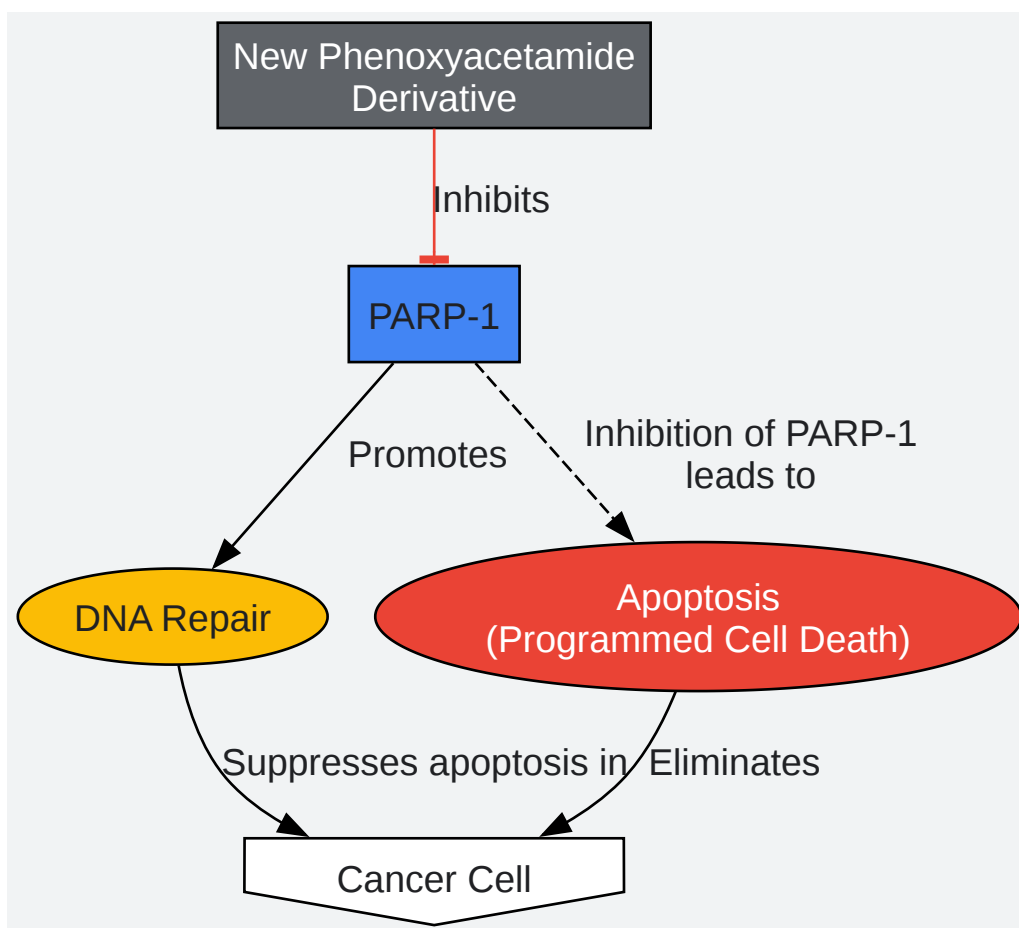 New Phenoxyacetamide
Derivative
Inhibits
PARP-1
Promotes
Inhibition of PARP-1
leads to
DNA Repair
Apoptosis
(Programmed Cell Death)
Suppresses apoptosis in
Eliminates
Cancer Cell